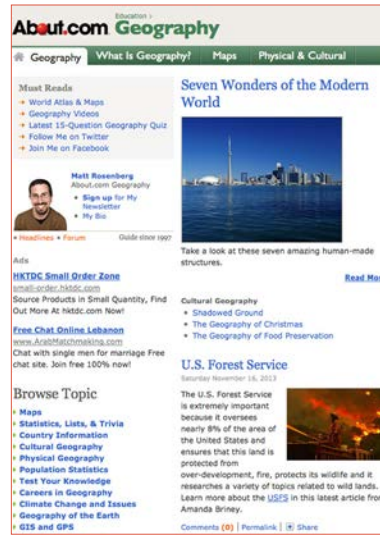 Education >
About.com Geography
Geography
What Is Geography?
Maps
Physical & Cultural
Must Reads
World Atlas & Maps
Geography Videos
Latest 15-Question Geography Quiz
Follow Me on Twitter
Join Me on Facebook
Matt Rosenberg
About.com Geography
Sign up for My
Newsletter
My Bio
Headlines
Forum
Guide since 1997
Ads
HKTDC Small Order Zone
small-order.hktdc.com
Source Products in Small Quantity, Find
Out More At hktdc.com Now!
Free Chat Online Lebanon
www.ArabMatchmaking.com
Chat with single men for marriage Free
chat site. Join free 100% now!
Browse Topic
Maps
Statistics, Lists, & Trivia
Country Information
Cultural Geography
Physical Geography
Population Statistics
Test Your Knowledge
Careers in Geography
Climate Change and Issues
Geography of the Earth
GIS and GPS
Seven Wonders of the Modern
World
Take a look at these seven amazing human-made
structures.
Read Mo
Cultural Geography
Shadowed Ground
The Geography of Christmas
The Geography of Food Preservation
U.S. Forest Service
Saturday November 16, 2013
The U.S. Forest Service
is extremely important
because it oversees
nearly 8% of the area of
the United States and
ensures that this land is
protected from
over-development, fire, protects its wildlife and it
researches a variety of topics related to wild lands.
Learn more about the USFS in this latest article from
Amanda Briney.
Comments (0) | Permalink | Share